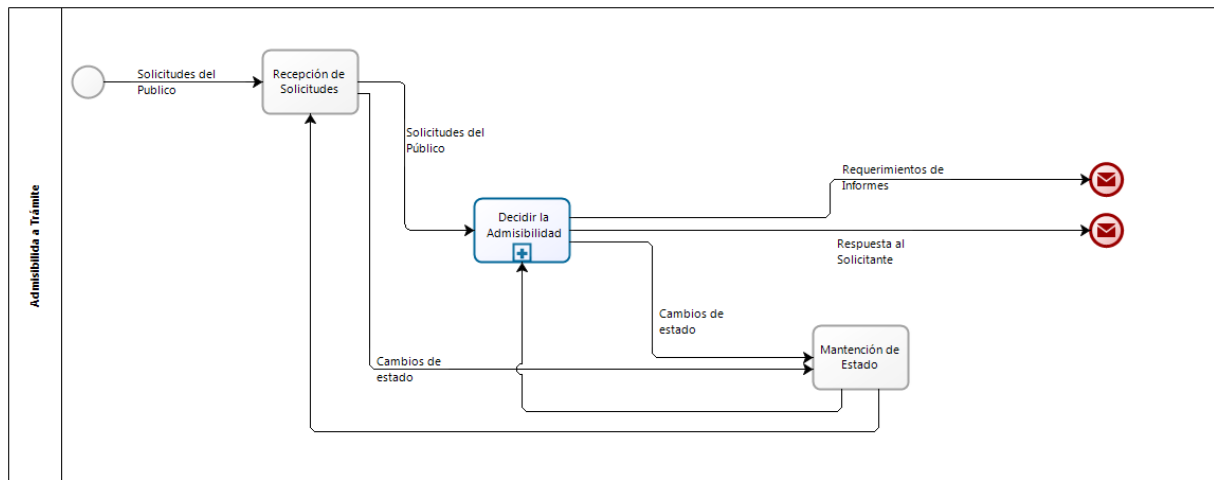 Admisibilida a Trámite
Solicitudes del
Publico
Recepción de
Solicitudes
Solicitudes del
Público
Requerimientos de
Informes
Decidir la
Admisibilidad
Respuesta al
Solicitante
Cambios de
estado
Mantención de
Estado
Cambios de
estado